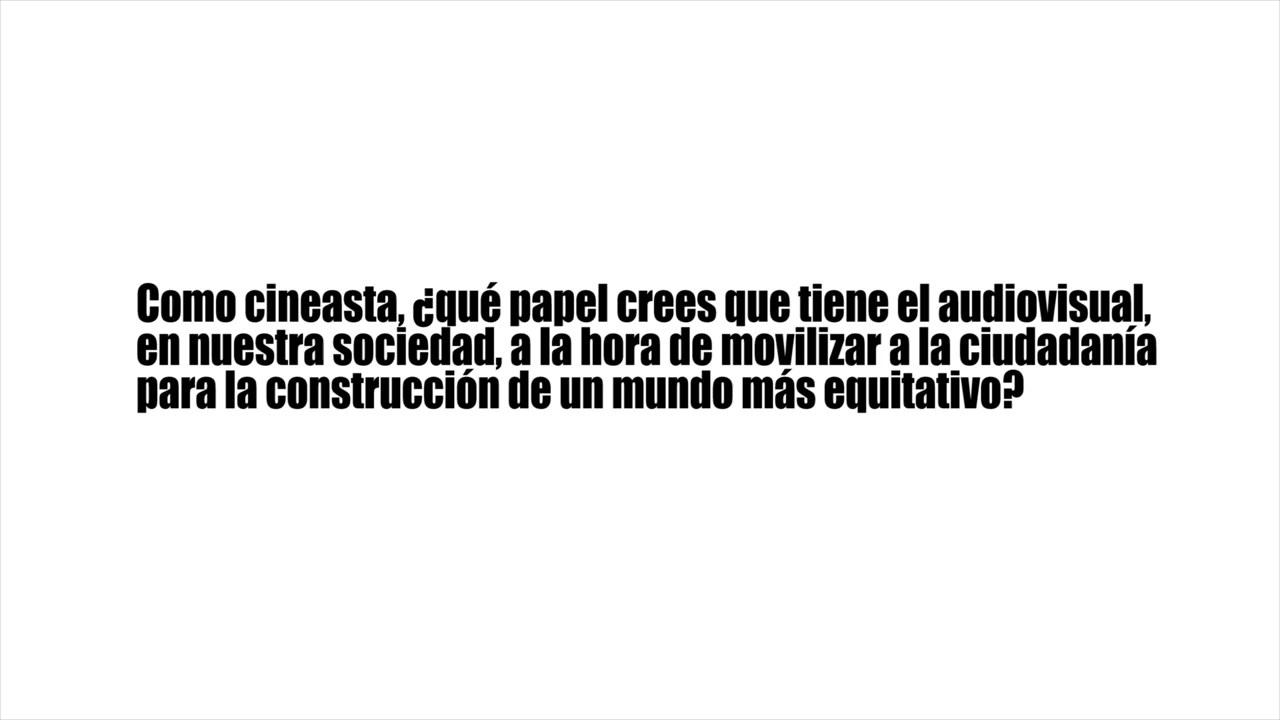 Como cineasta, ¿qué papel crees que tiene el audiovisual,
en nuestra sociedad, a la hora de movilizar a la ciudadanía
para la construcción de un mundo más equitativo?